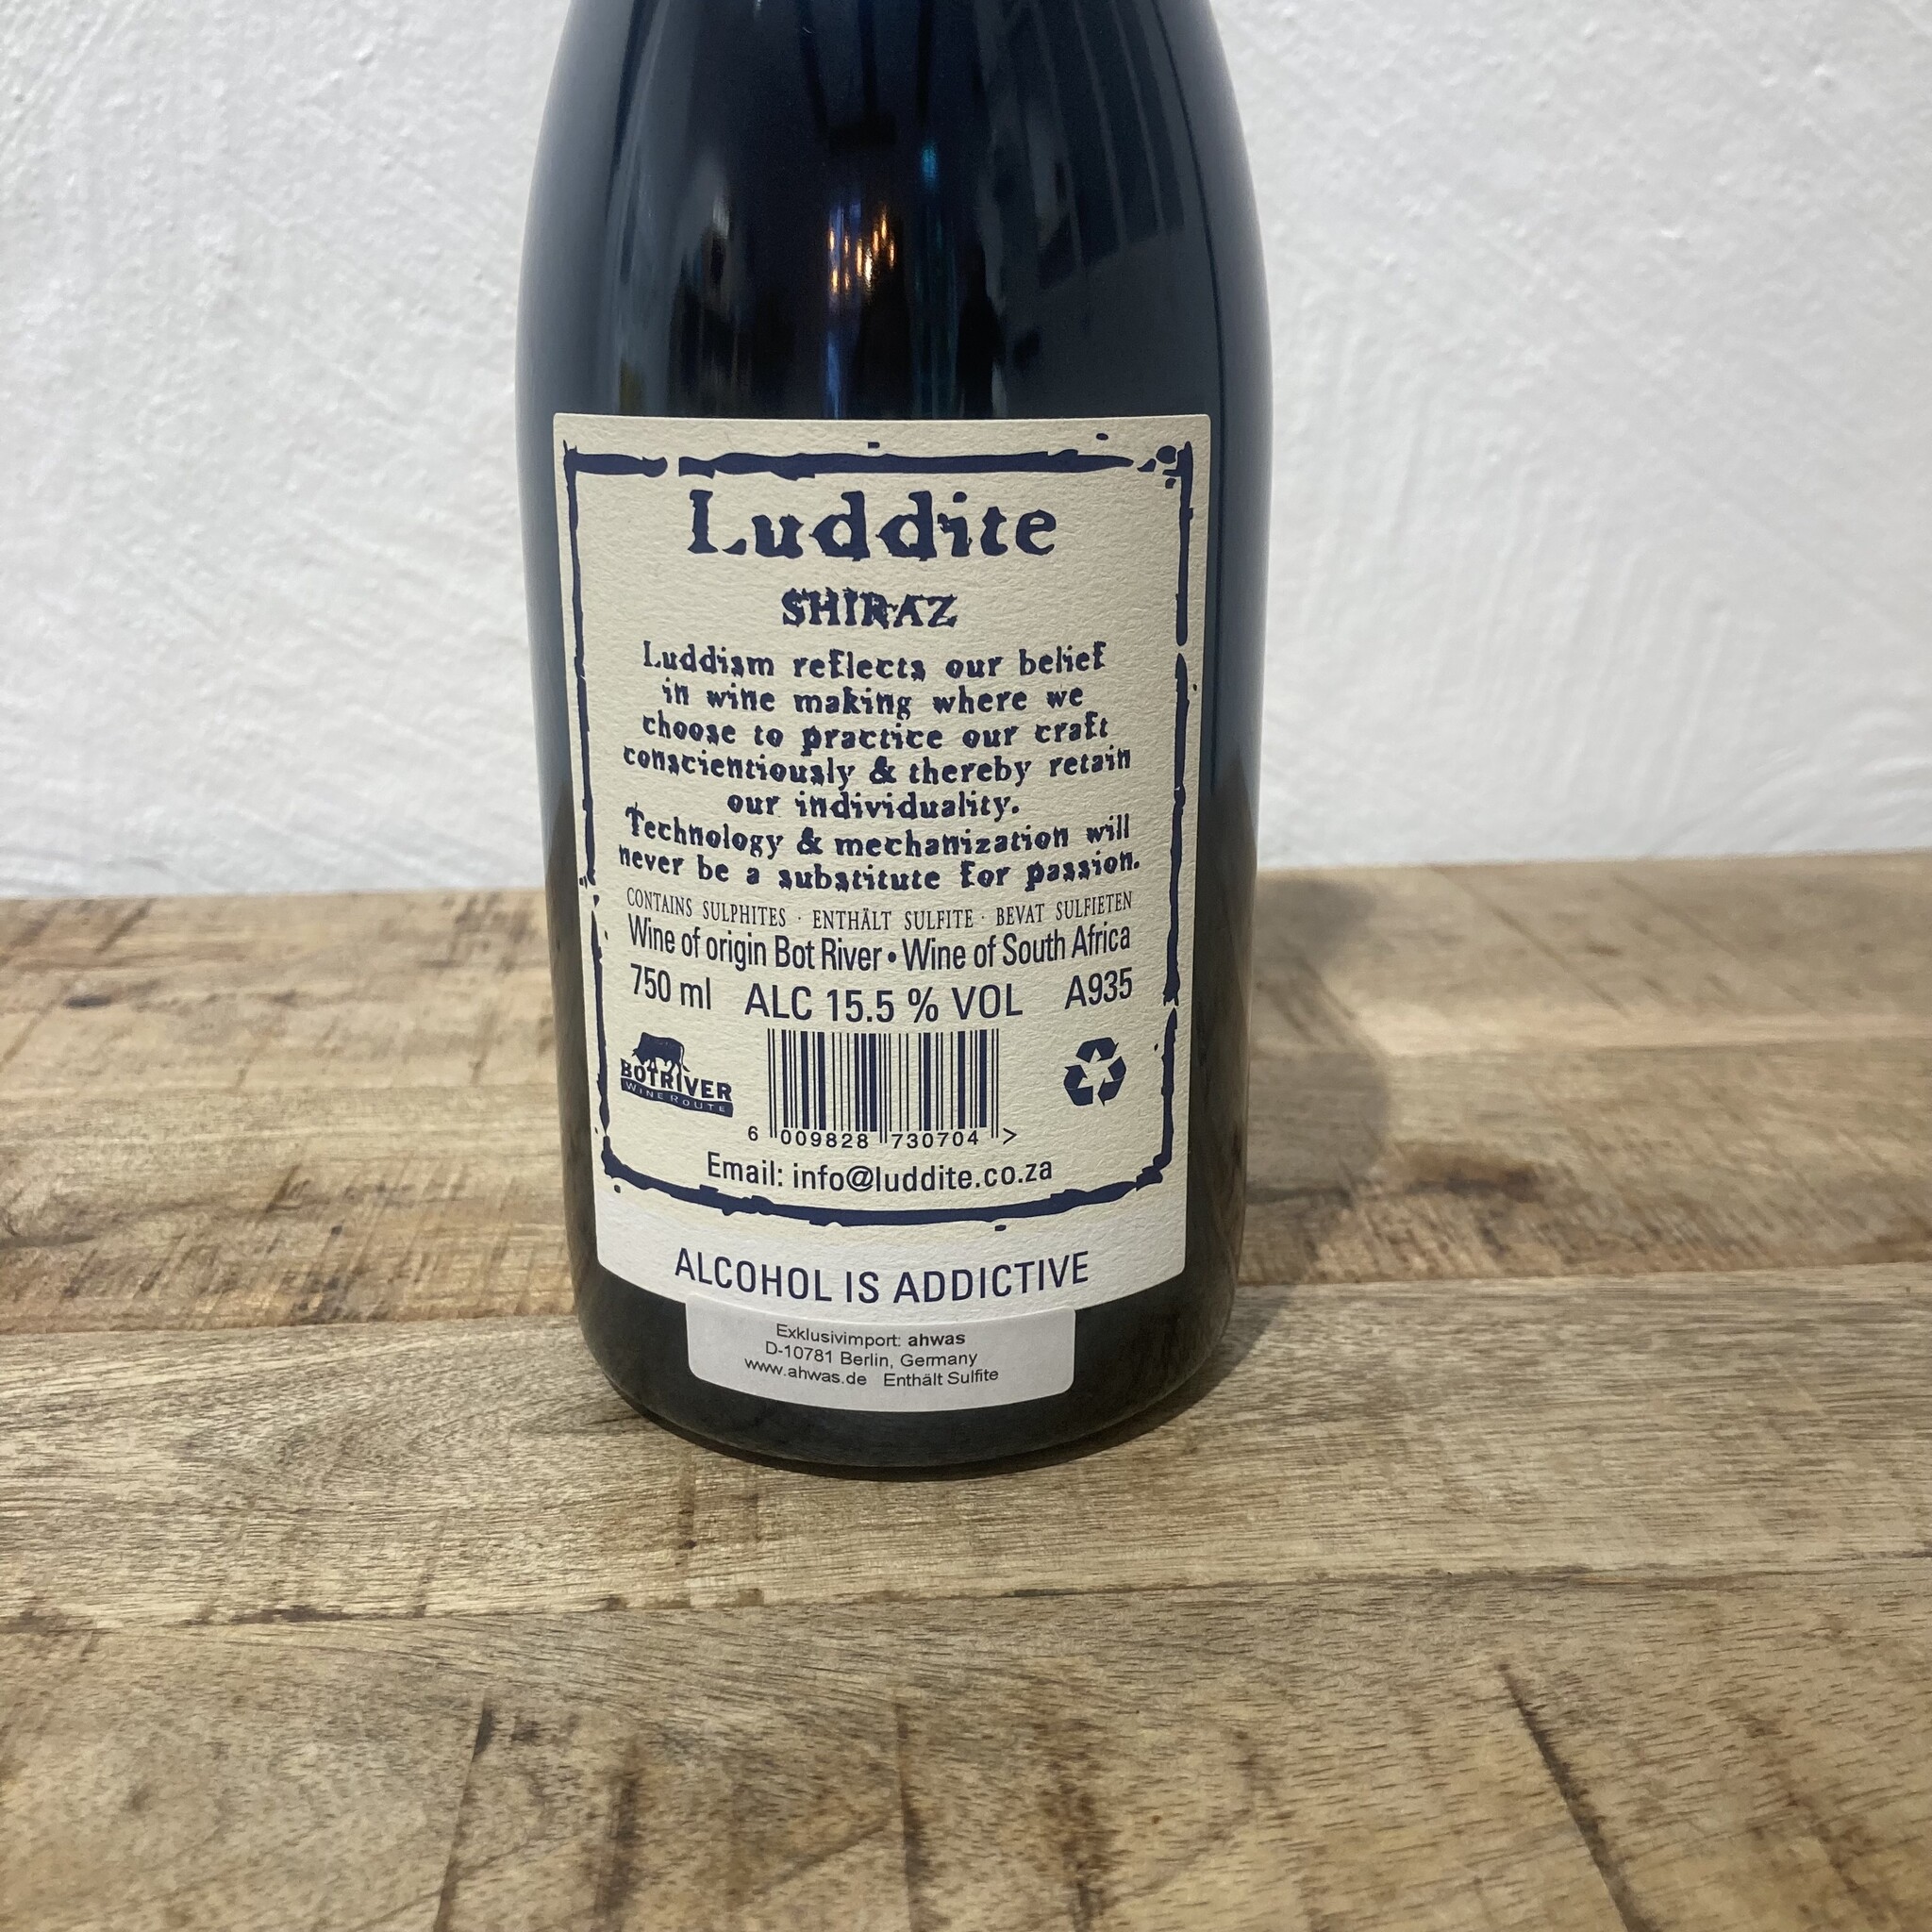 Luddite
SHIRAZ
Luddism reflects our belief
in wine making where we
choose to practice our craft
conscientiously & thereby retain
our individuality.
Technology & mechanization will
never be a substitute for passion.
CONTAINS SULPHITES · ENTHÄLT SULFITE · BEVAT SULFIETEN
Wine of origin Bot River • Wine of South Africa
750 ml ALC 15.5 % VOL A935
BOTRIVER
WINE ROUTE
6 009828 730704 >
Email: info@luddite.co.za
ALCOHOL IS ADDICTIVE
Exklusivimport: ahwas
D-10781 Berlin, Germany
www.ahwas.de Enthält Sulfite